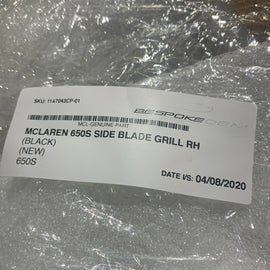 SKU: 11A7043CP-01
BESPOKE
MCL-GENUINE-PART
MCLAREN 650S SIDE BLADE GRILL RH
(BLACK)
(NEW)
650S
DATE I/S: 04/08/2020